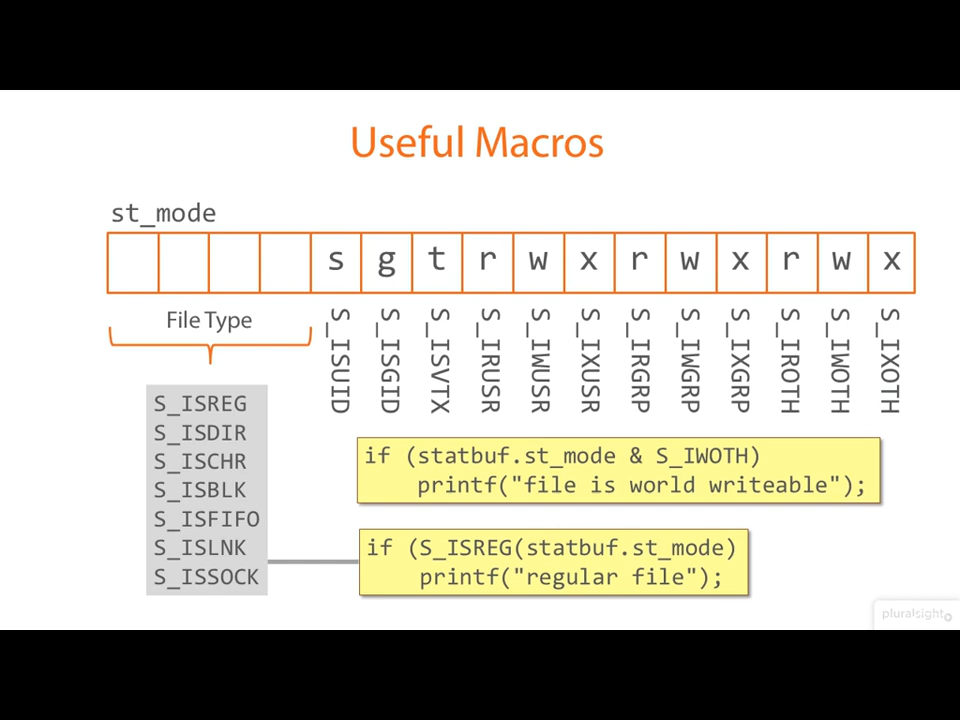 Useful Macros
st_mode
s g t r w x r w x r w x
File Type
S_ISUID
S_ISGID
S_ISVTX
S_IRUSR
S_IWUSR
S_IXUSR
S_IRGRP
S_IWGRP
S_IXGRP
S_IROTH
S_IWOTH
S_IXOTH
S_ISREG
S_ISDIR
S_ISCHR
S_ISBLK
S_ISFIFO
S_ISLNK
S_ISSOCK
if (statbuf.st_mode & S_IWOTH)
printf("file is world writeable");
if (S_ISREG(statbuf.st_mode)
printf("regular file");
pluralsight